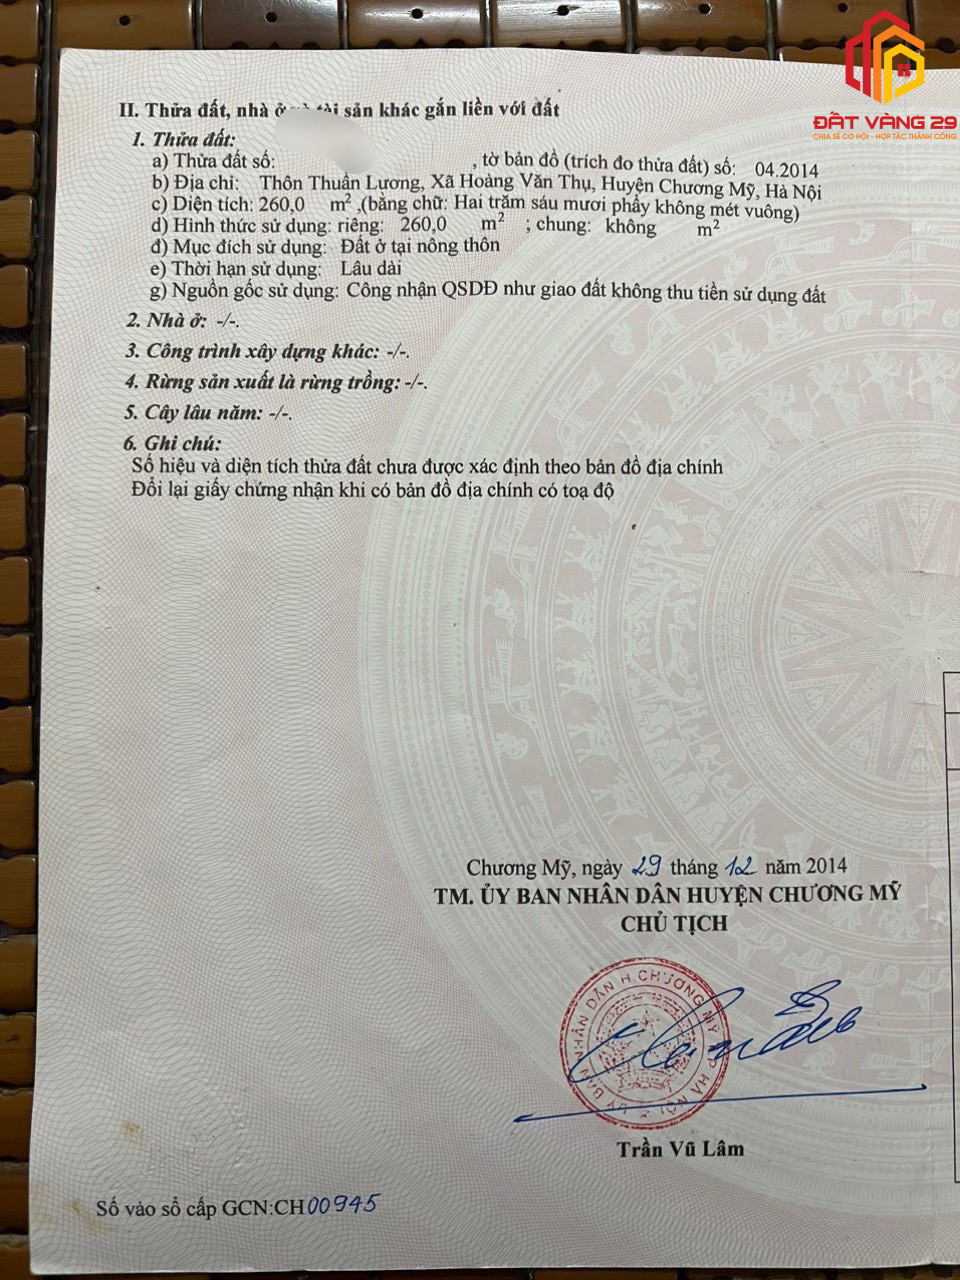 ĐẤT VÀNG 29
CHIA SẺ CƠ HỘI - HỢP TÁC THÀNH CÔNG
II. Thửa đất, nhà ở và tài sản khác gắn liền với đất
1. Thửa đất:
a) Thửa đất số: , tờ bản đồ (trích đo thửa đất) số: 04.2014
b) Địa chỉ: Thôn Thuần Lương, Xã Hoàng Văn Thụ, Huyện Chương Mỹ, Hà Nội
c) Diện tích: 260,0 m² ,(bằng chữ: Hai trăm sáu mươi phẩy không mét vuông)
d) Hình thức sử dụng: riêng: 260,0 m² ; chung: không m²
đ) Mục đích sử dụng: Đất ở tại nông thôn
e) Thời hạn sử dụng: Lâu dài
g) Nguồn gốc sử dụng: Công nhận QSDĐ như giao đất không thu tiền sử dụng đất
2. Nhà ở: -/-.
3. Công trình xây dựng khác: -/-.
4. Rừng sản xuất là rừng trồng: -/-.
5. Cây lâu năm: -/-.
6. Ghi chú:
Số hiệu và diện tích thửa đất chưa được xác định theo bản đồ địa chính
Đổi lại giấy chứng nhận khi có bản đồ địa chính có toạ độ
Chương Mỹ, ngày 29 tháng 12 năm 2014
TM. ỦY BAN NHÂN DÂN HUYỆN CHƯƠNG MỸ
CHỦ TỊCH
ỦY BAN NHÂN DÂN H. CHƯƠNG MỸ TP HÀ NỘI
Trần Vũ Lâm
Số vào sổ cấp GCN:CH00945